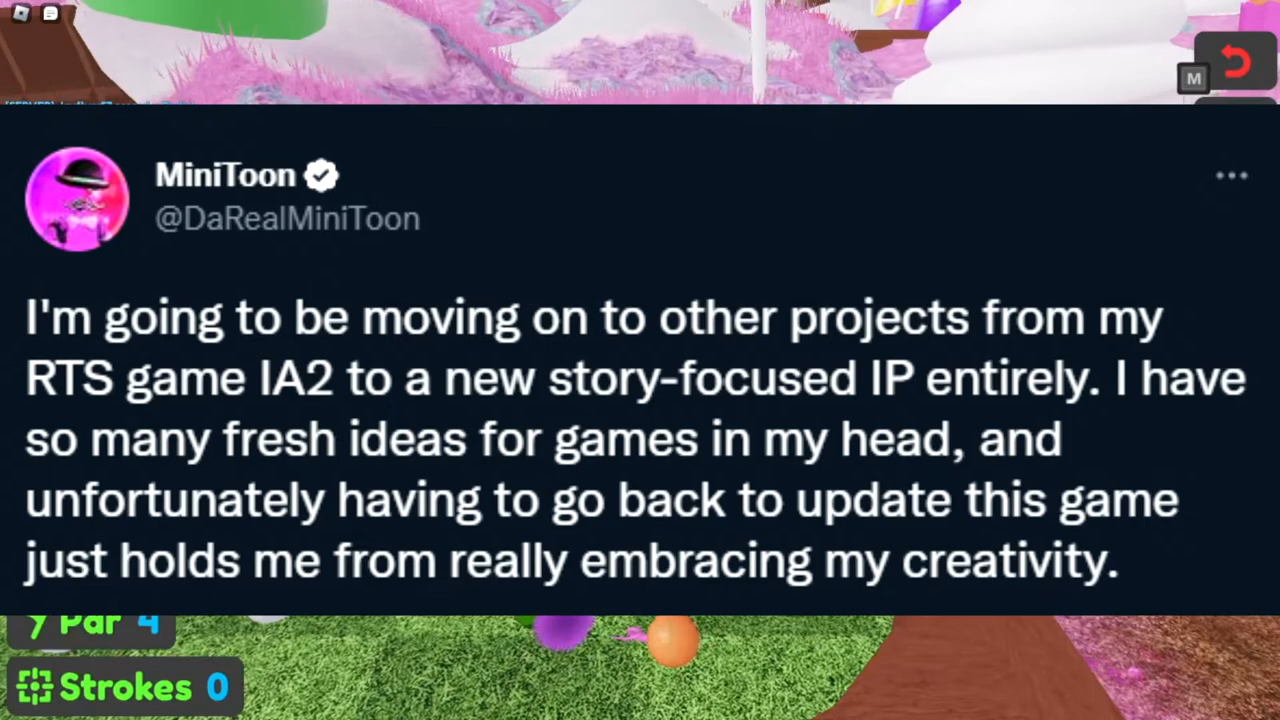 M
MiniToon
@DaRealMiniToon
I'm going to be moving on to other projects from my
RTS game IA2 to a new story-focused IP entirely. I have
so many fresh ideas for games in my head, and
unfortunately having to go back to update this game
just holds me from really embracing my creativity.
Par 4
Strokes 0